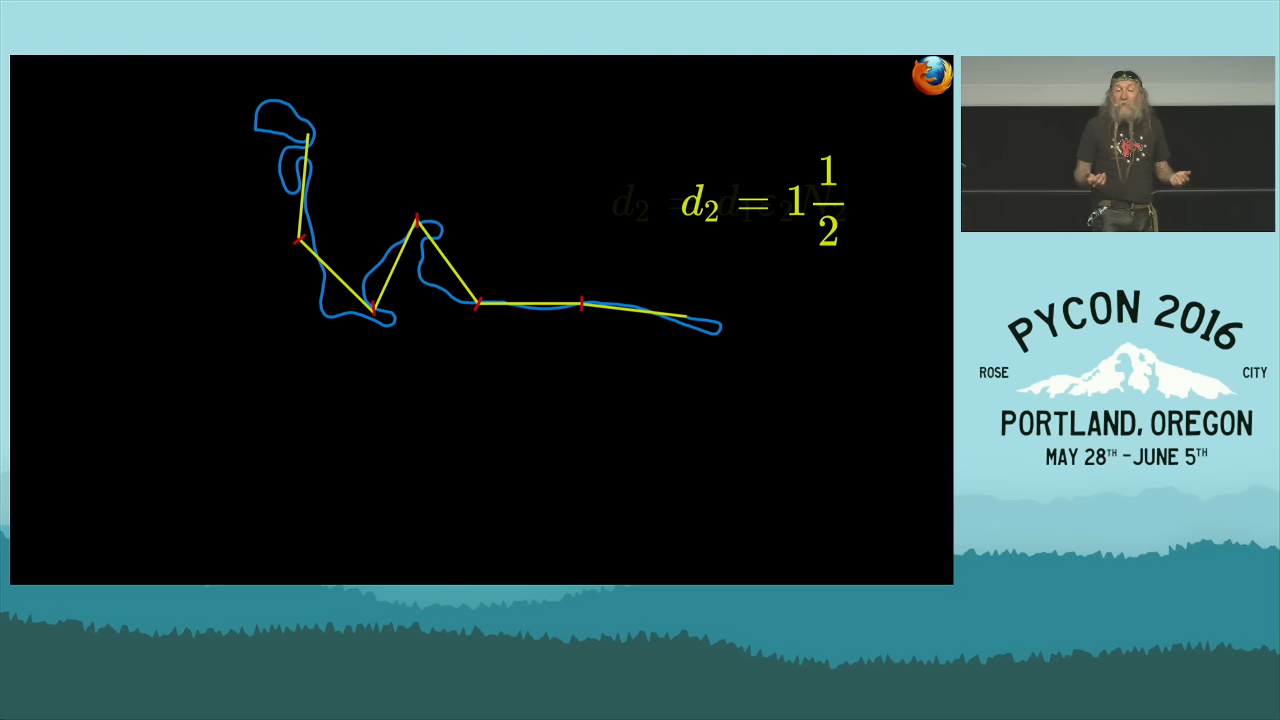 d₂ = 1 1/2
PYCON 2016
ROSE CITY
PORTLAND, OREGON
MAY 28TH - JUNE 5TH